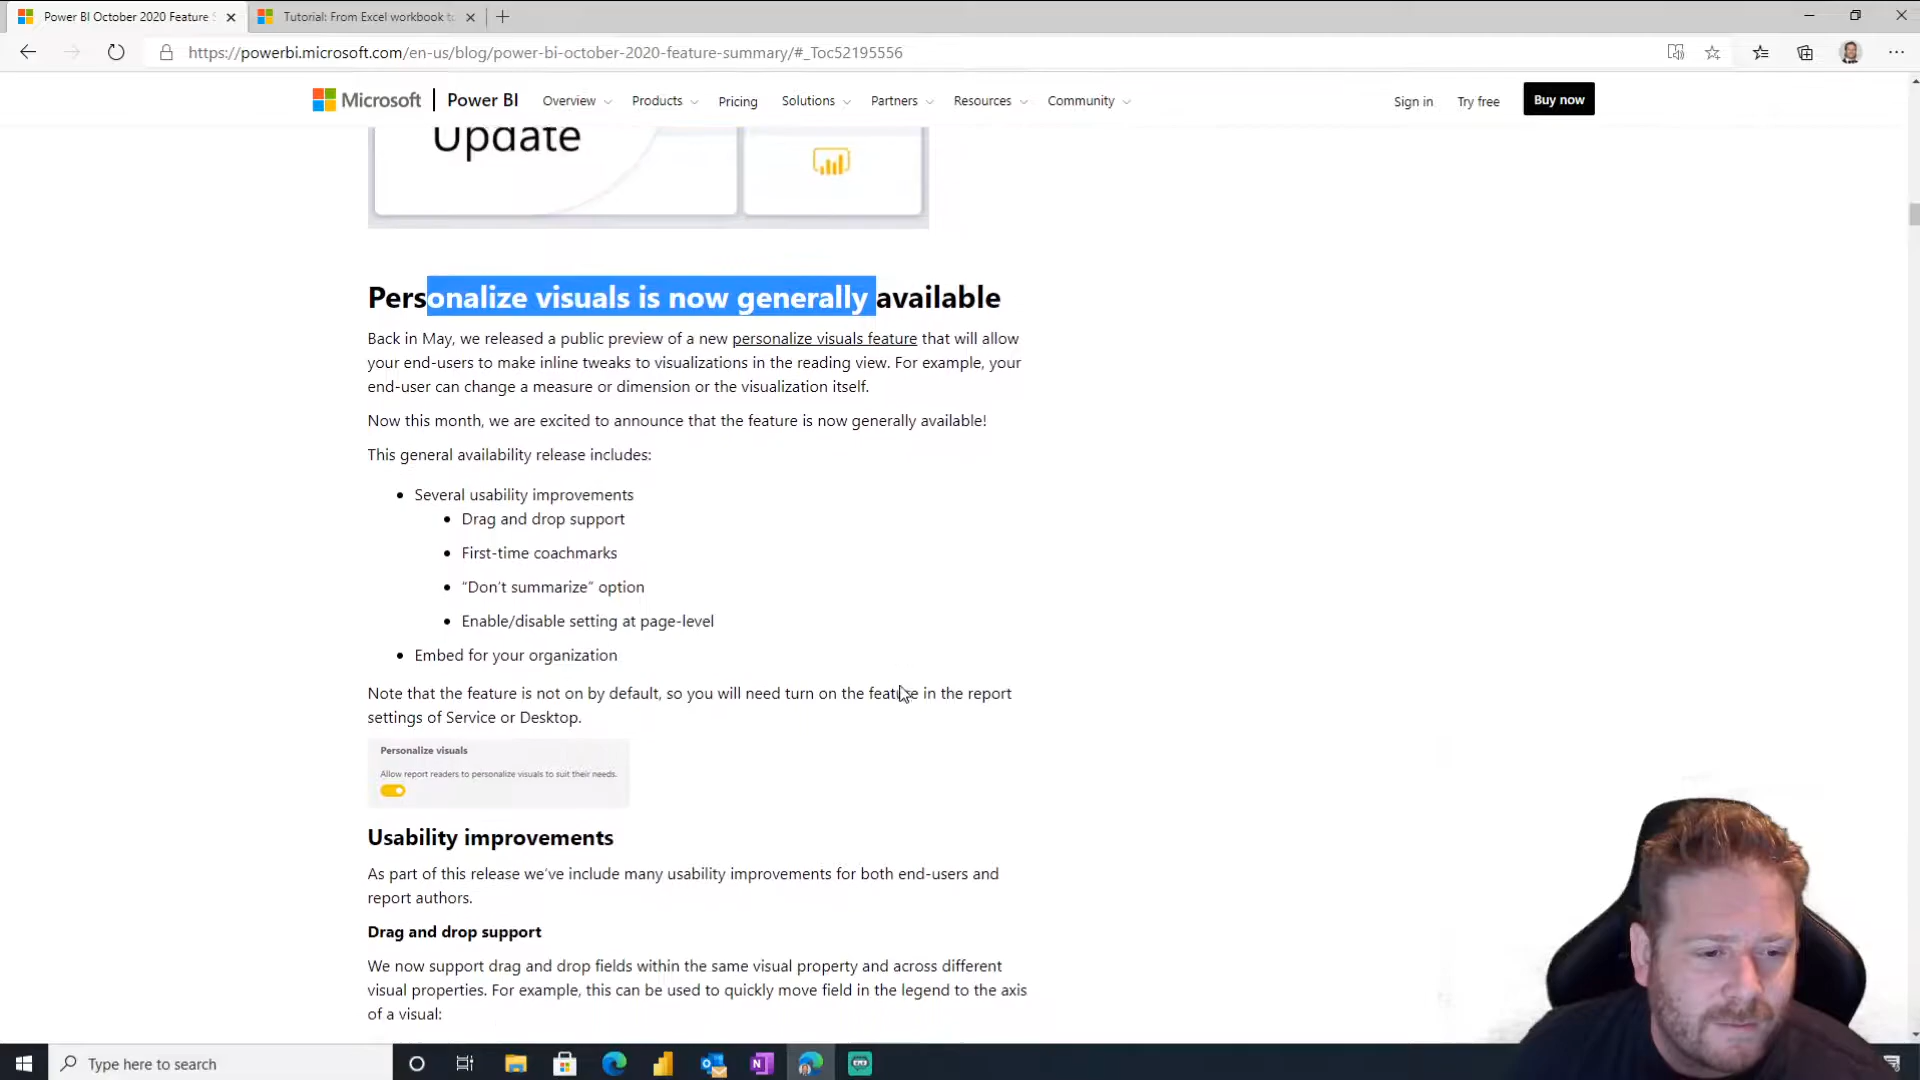 Power BI October 2020 Feature S
Tutorial: From Excel workbook to
https://powerbi.microsoft.com/en-us/blog/power-bi-october-2020-feature-summary/#_Toc52195556
Microsoft Power BI Overview Products Pricing Solutions Partners Resources Community Sign in Try free Buy now
Update
Personalize visuals is now generally available
Back in May, we released a public preview of a new personalize visuals feature that will allow
your end-users to make inline tweaks to visualizations in the reading view. For example, your
end-user can change a measure or dimension or the visualization itself.
Now this month, we are excited to announce that the feature is now generally available!
This general availability release includes:
• Several usability improvements
• Drag and drop support
• First-time coachmarks
• “Don’t summarize” option
• Enable/disable setting at page-level
• Embed for your organization
Note that the feature is not on by default, so you will need turn on the feature in the report
settings of Service or Desktop.
Personalize visuals
Allow report readers to personalize visuals to suit their needs.
Usability improvements
As part of this release we’ve include many usability improvements for both end-users and
report authors.
Drag and drop support
We now support drag and drop fields within the same visual property and across different
visual properties. For example, this can be used to quickly move field in the legend to the axis
of a visual:
Type here to search